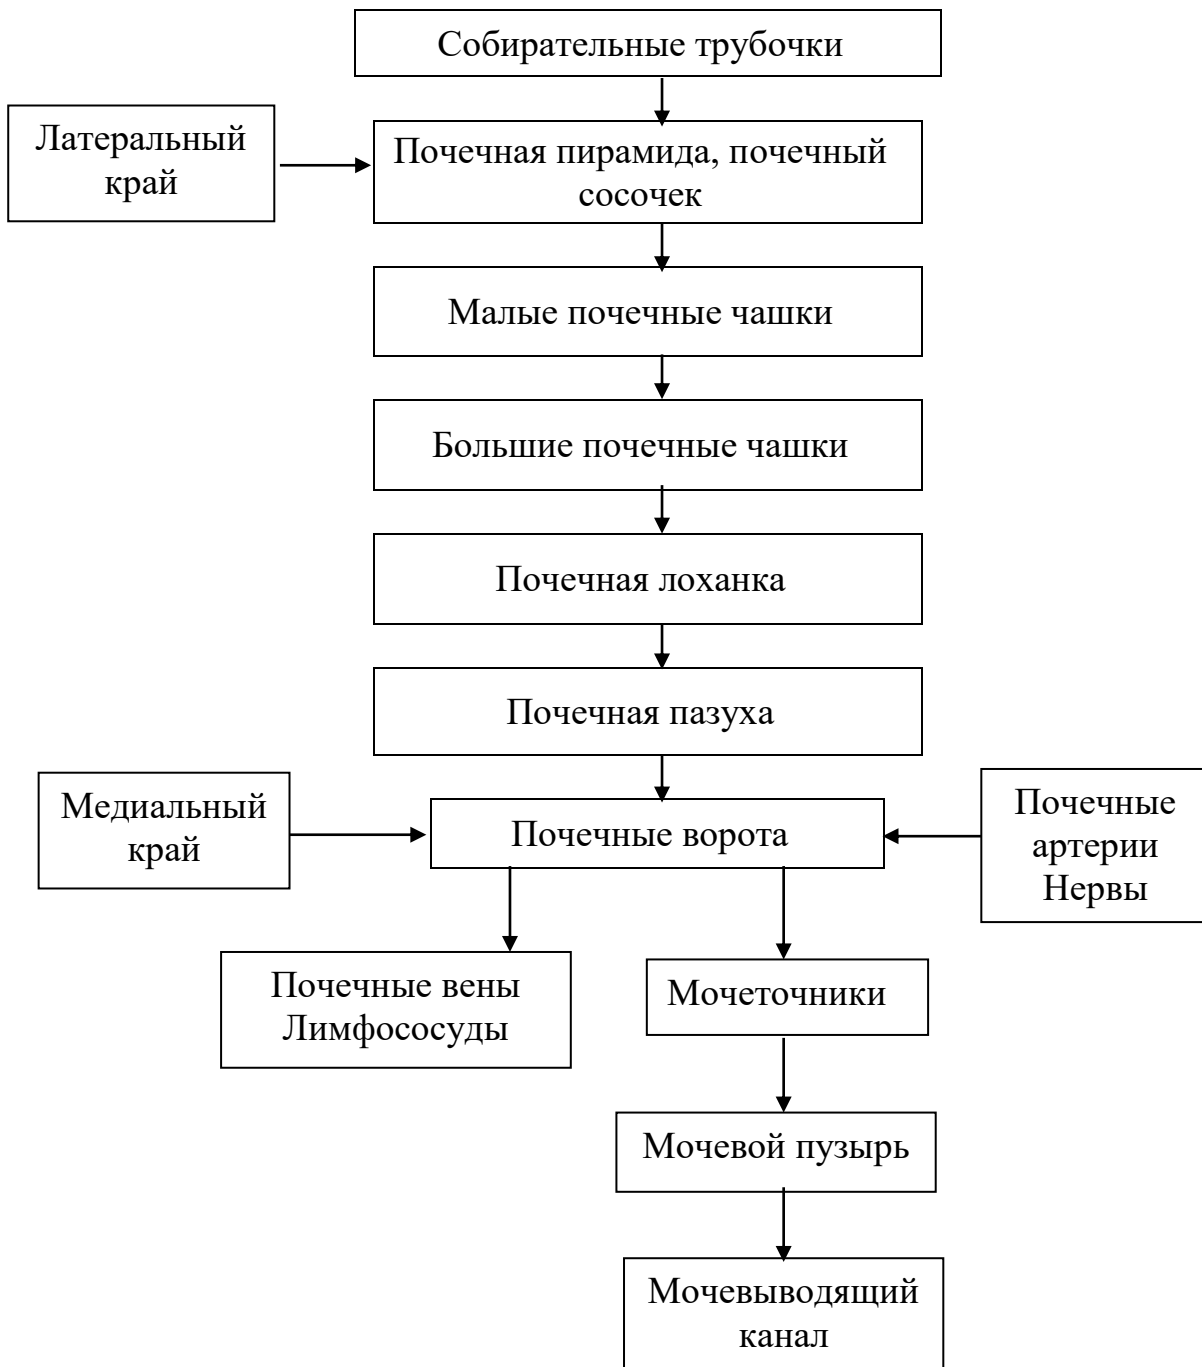 Собирательные трубочки
Латеральный
край
Почечная пирамида, почечный
сосочек
Малые почечные чашки
Большие почечные чашки
Почечная лоханка
Почечная пазуха
Медиальный
край
Почечные ворота
Почечные
артерии
Нервы
Почечные вены
Лимфососуды
Мочеточники
Мочевой пузырь
Мочевыводящий
канал